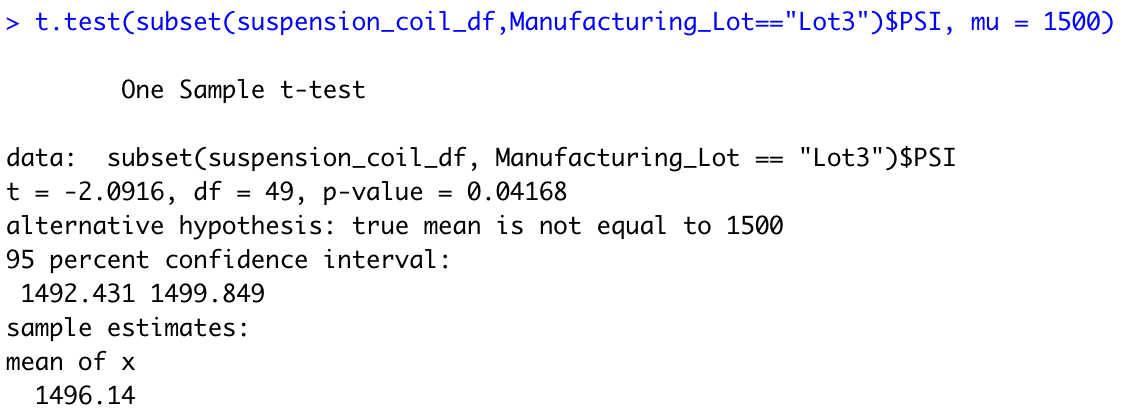 > t.test(subset(suspension_coil_df,Manufacturing_Lot=="Lot3")$PSI, mu = 1500)
One Sample t-test
data:  subset(suspension_coil_df, Manufacturing_Lot == "Lot3")$PSI
t = -2.0916, df = 49, p-value = 0.04168
alternative hypothesis: true mean is not equal to 1500
95 percent confidence interval:
1492.431 1499.849
sample estimates:
mean of x
1496.14